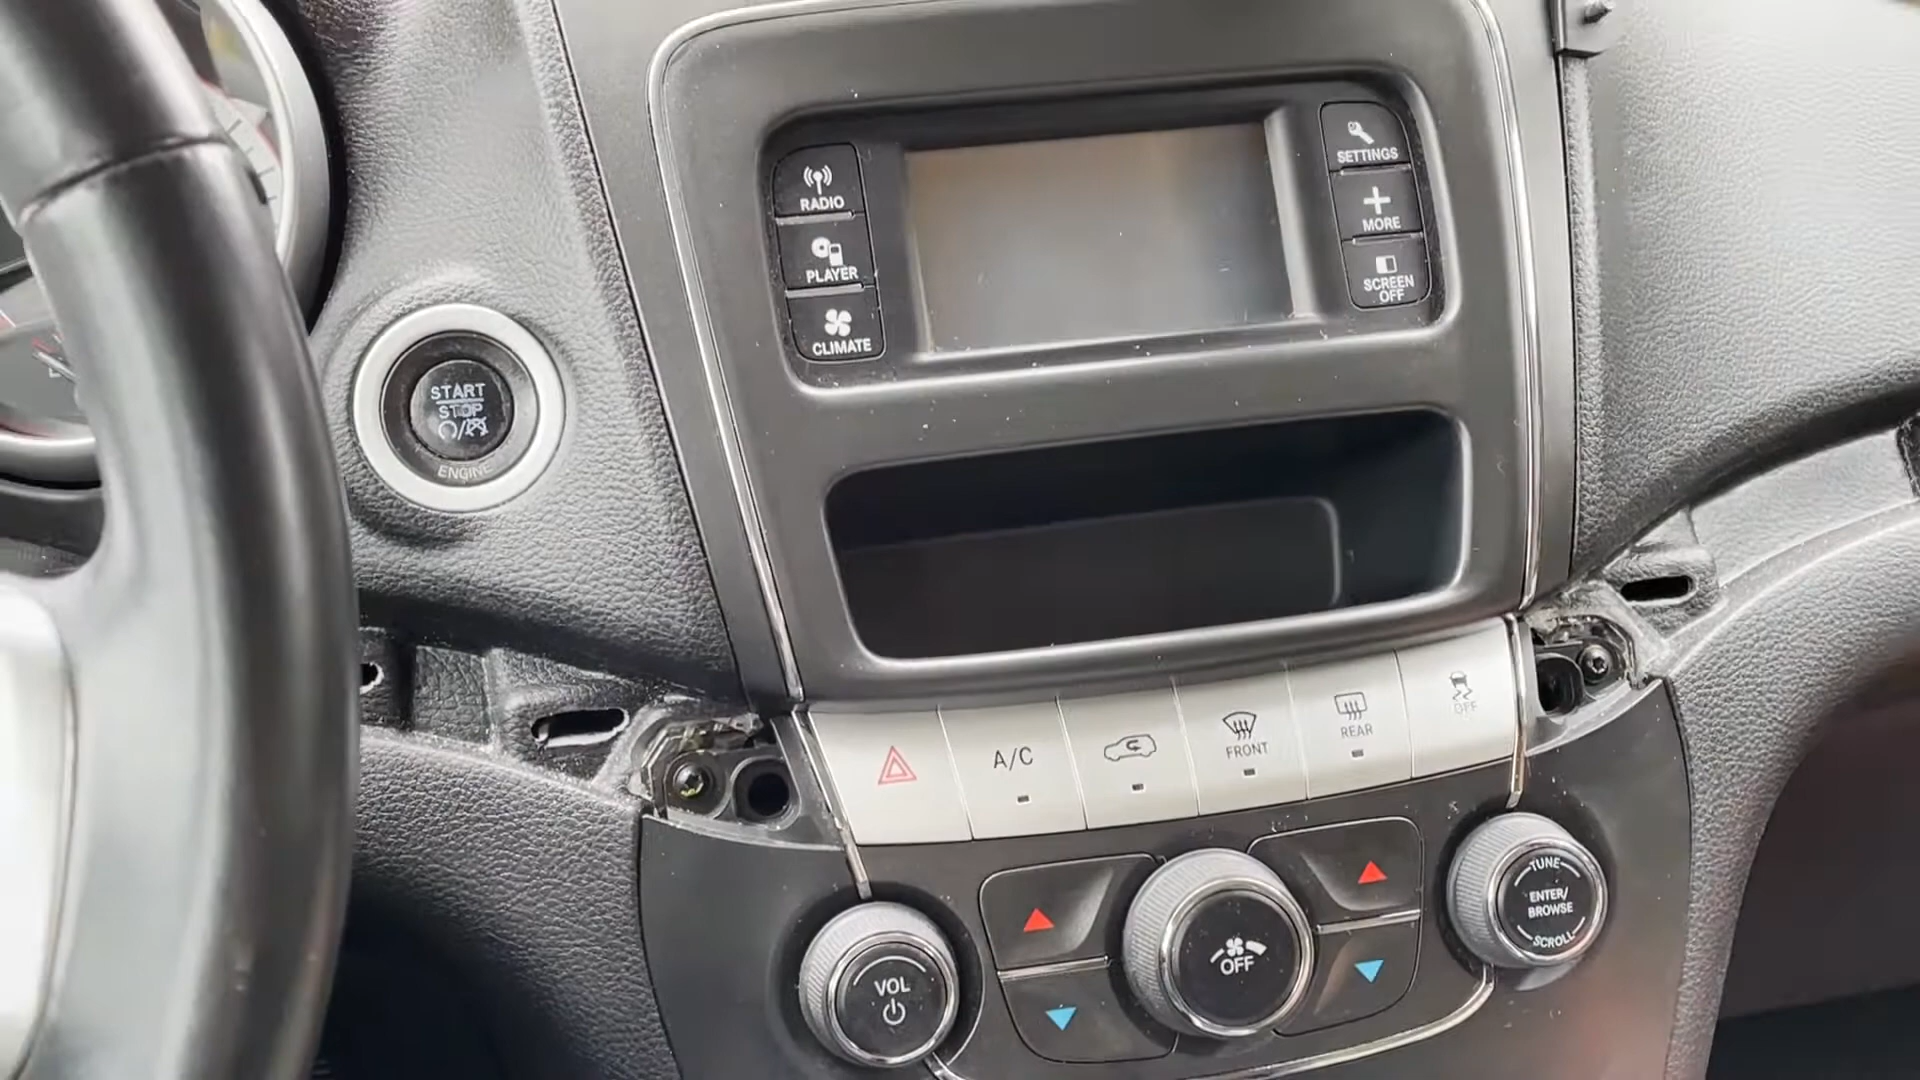 RADIO
PLAYER
CLIMATE
SETTINGS
MORE
SCREEN
OFF
START
STOP
ENGINE
A/C
FRONT
REAR
OFF
VOL
OFF
TUNE
ENTER/
BROWSE
SCROLL